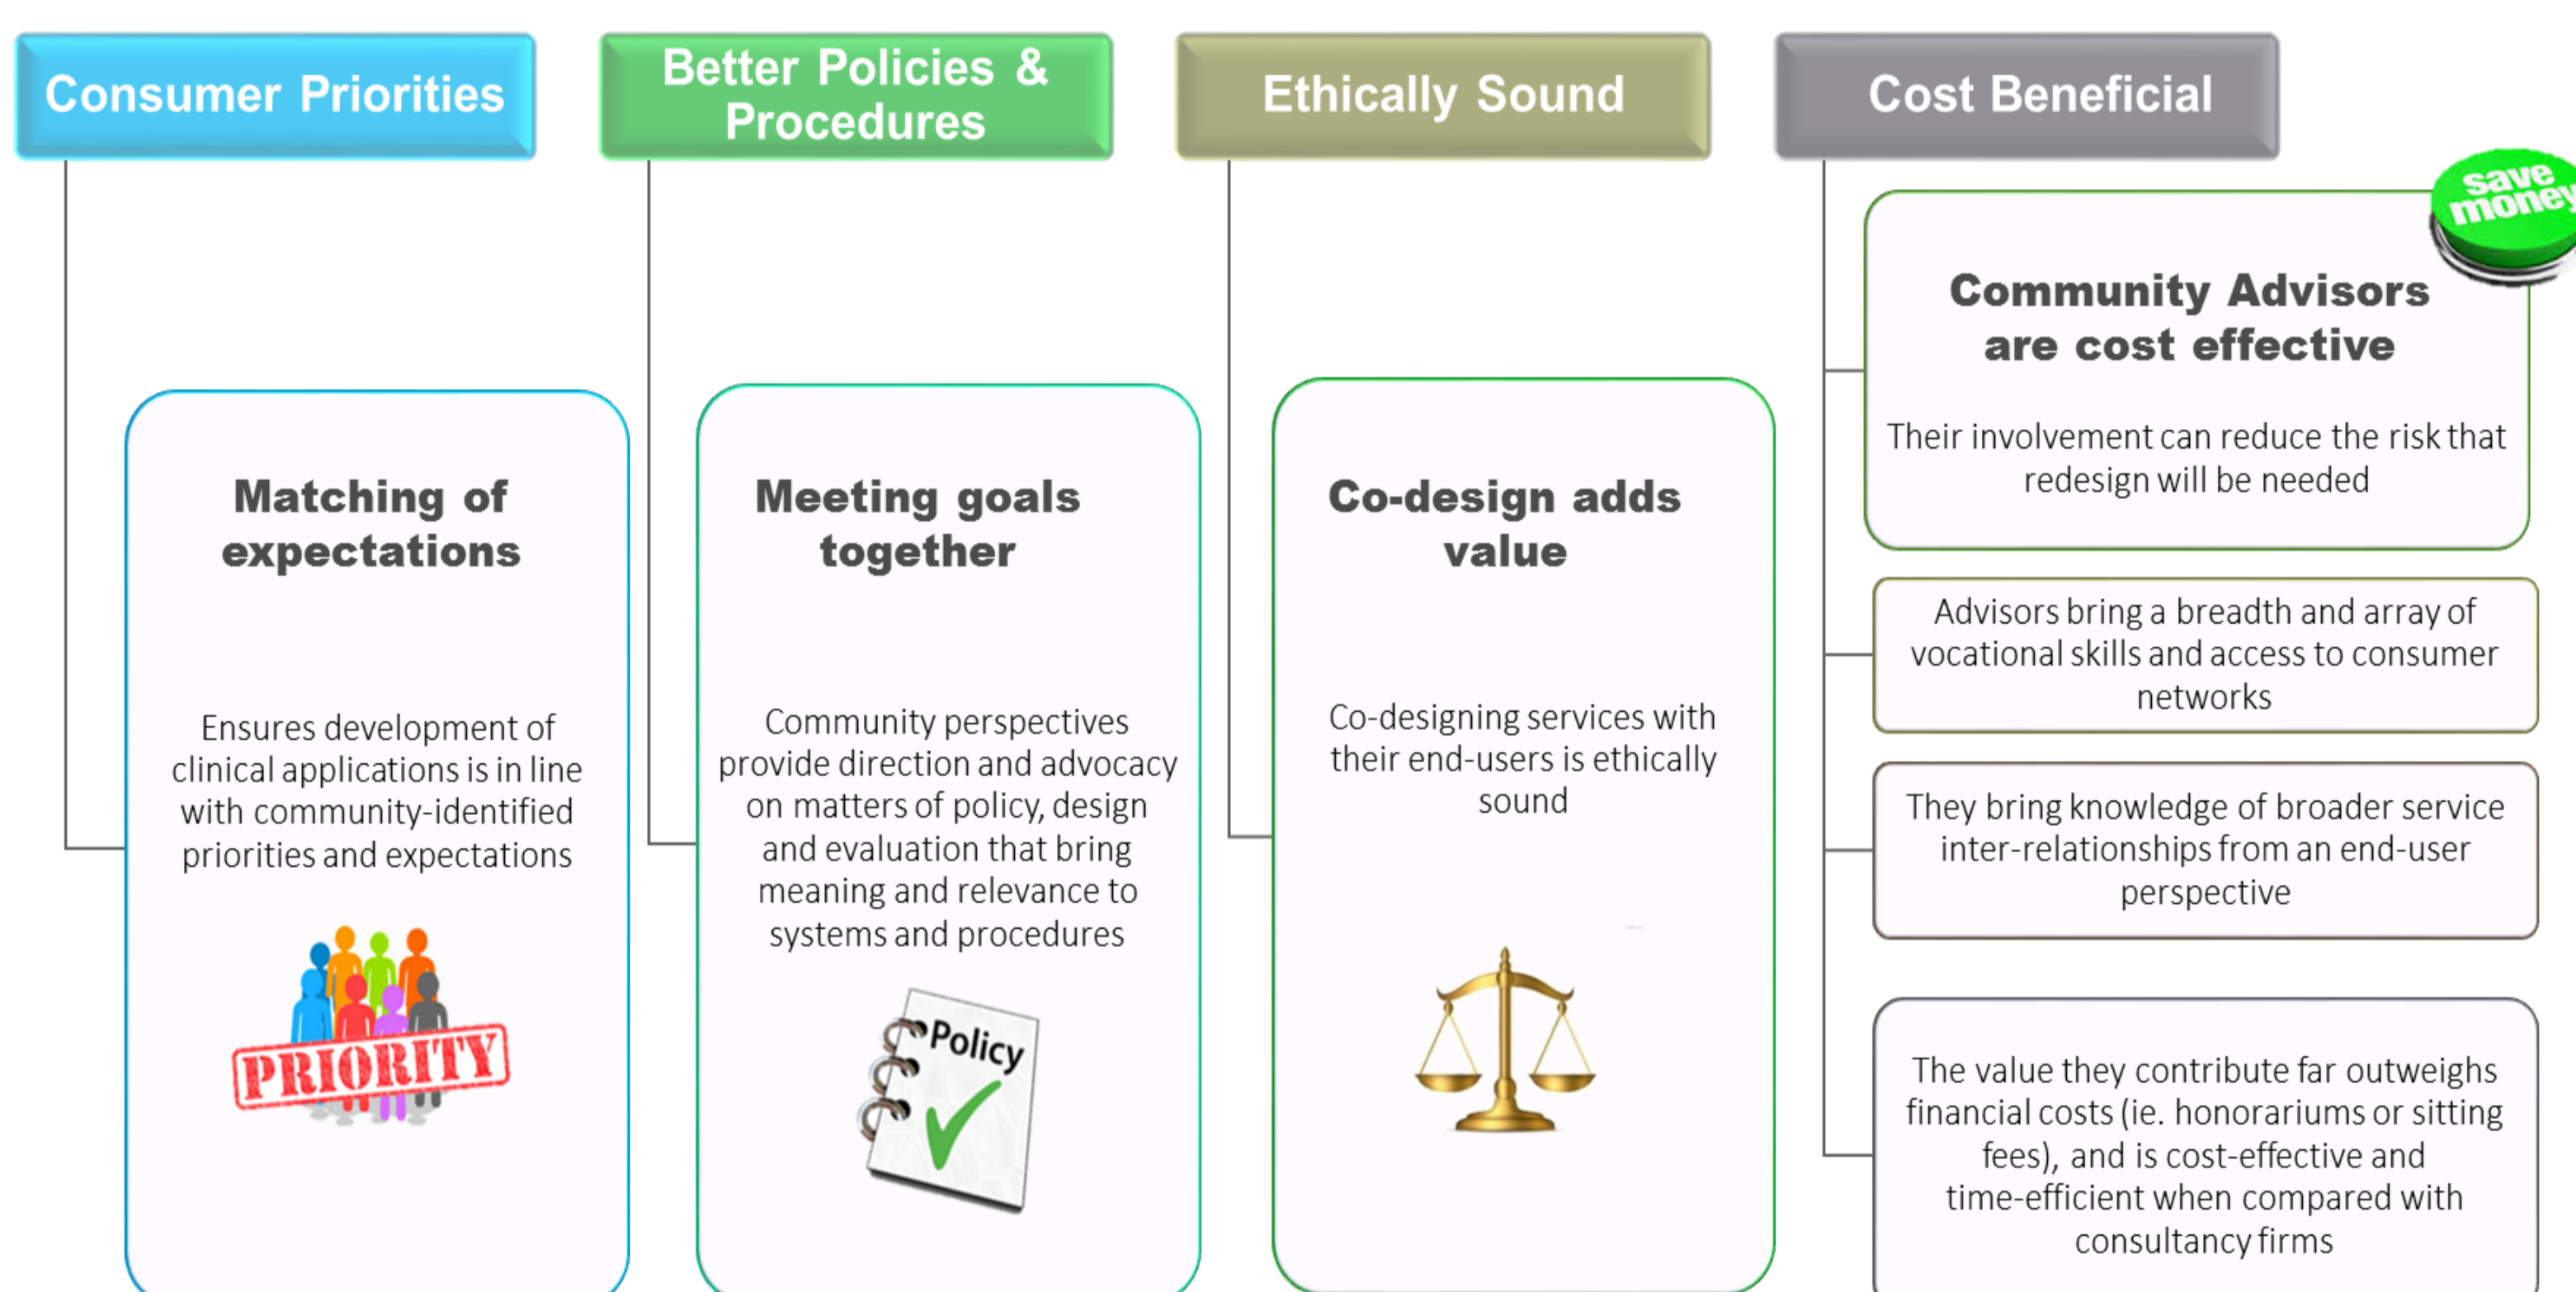 Consumer Priorities
Matching of
expectations
Ensures development of
clinical applications is in line
with community-identified
priorities and expectations
PRIORITY
Better Policies &
Procedures
Meeting goals
together
Community perspectives
provide direction and advocacy
on matters of policy, design
and evaluation that bring
meaning and relevance to
systems and procedures
Policy
Ethically Sound
Co-design adds
value
Co-designing services with
their end-users is ethically
sound
Cost Beneficial
save
money
Community Advisors
are cost effective
Their involvement can reduce the risk that
redesign will be needed
Advisors bring a breadth and array of
vocational skills and access to consumer
networks
They bring knowledge of broader service
inter-relationships from an end-user
perspective
The value they contribute far outweighs
financial costs (ie. honorariums or sitting
fees), and is cost-effective and
time-efficient when compared with
consultancy firms